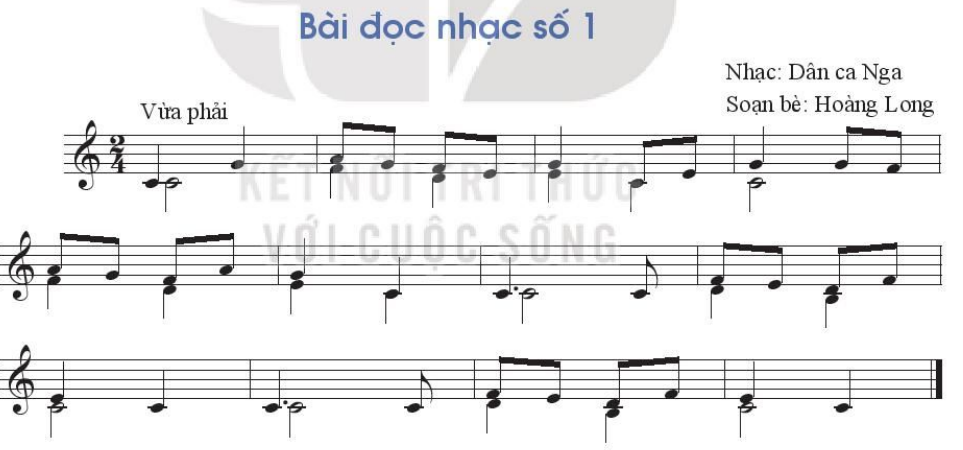 Bài đọc nhạc số 1
Nhạc: Dân ca Nga
Vừa phải
Soạn bè: Hoàng Long
2
4
KẾT NỐI TRI THỨC
VỚI CUỘC SỐNG